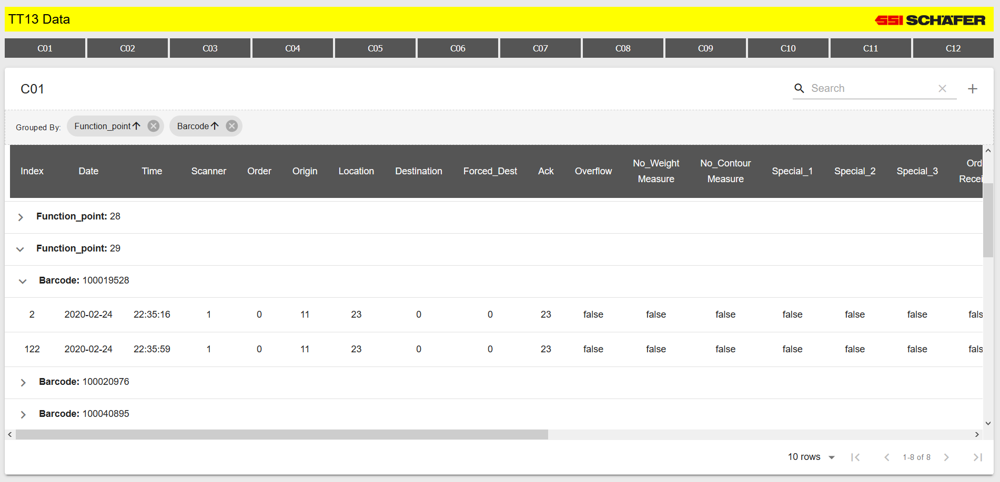 TT13 Data
SSI SCHÄFER
C01 C02 C03 C04 C05 C06 C07 C08 C09 C10 C11 C12
C01
Search
Grouped By: Function_point Barcode
Index Date Time Scanner Order Origin Location Destination Forced_Dest Ack Overflow No_Weight Measure No_Contour Measure Special_1 Special_2 Special_3 Ord Recei
Function_point: 28
Function_point: 29
Barcode: 100019528
2 2020-02-24 22:35:16 1 0 11 23 0 0 23 false false false false false false fals
122 2020-02-24 22:35:59 1 0 11 23 0 0 23 false false false false false false fals
Barcode: 100020976
Barcode: 100040895
10 rows 1-8 of 8